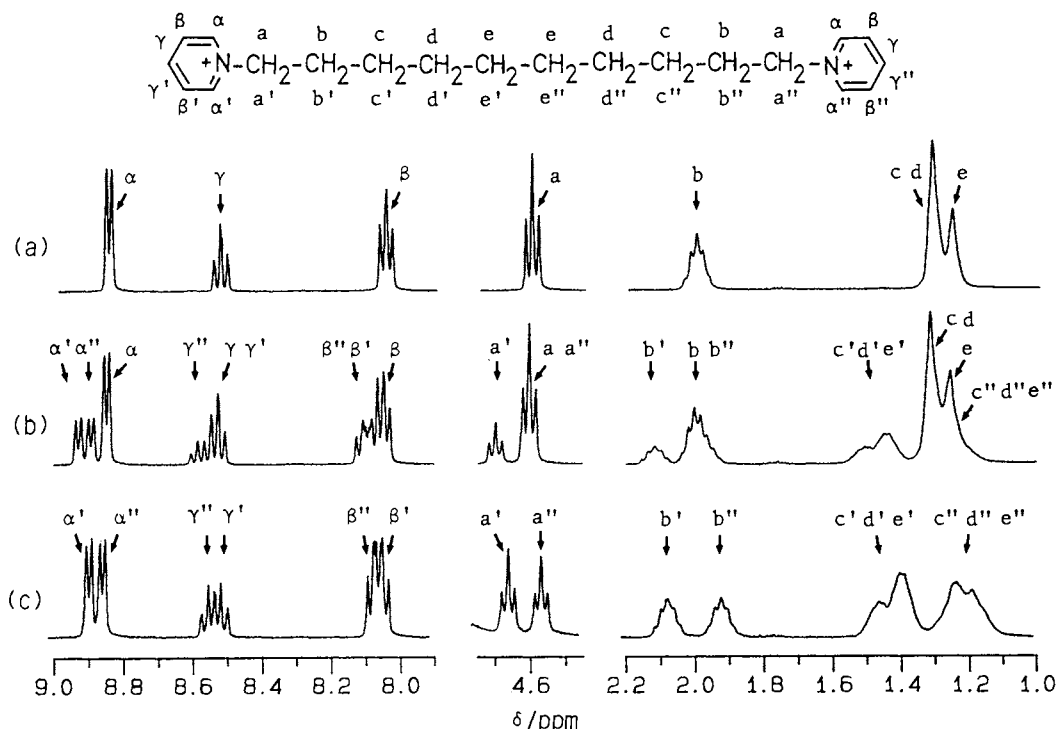 β α a b c d e e d c b a α β
γ N + -CH2-CH2-CH2-CH2-CH2-CH2-CH2-CH2-CH2-CH2- N + γ
γ' β' α' a' b' c' d' e' e'' d'' c'' b'' a'' α'' β'' γ''
(a) α γ β a b c d e
(b) α' α'' α γ'' γ γ' β'' β' β a' a a'' b' b b'' c' d' e' c d e c'' d'' e''
(c) α' α'' γ'' γ' β'' β' a' a'' b' b'' c' d' e' c'' d'' e''
9.0 8.8 8.6 8.4 8.2 8.0 4.6 2.2 2.0 1.8 1.6 1.4 1.2 1.0
δ/ppm